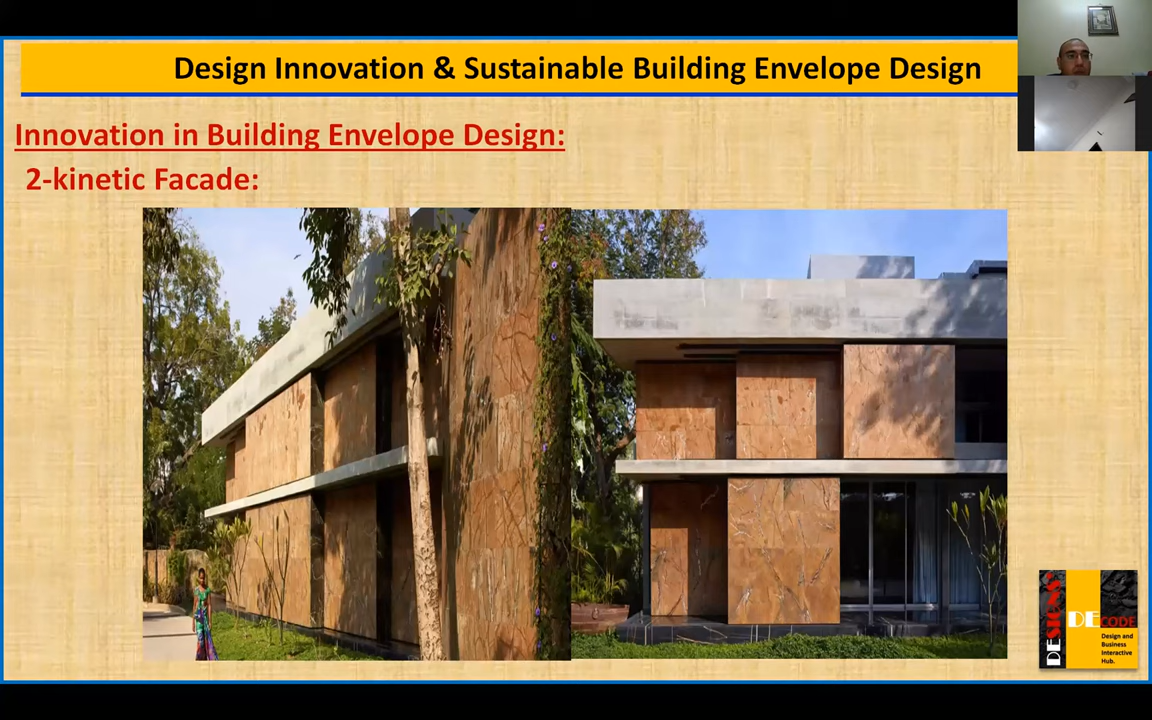 Design Innovation & Sustainable Building Envelope Design
Innovation in Building Envelope Design:
2-kinetic Facade:
DESIGNS
DECODE
Design and
Business
Interactive
Hub.